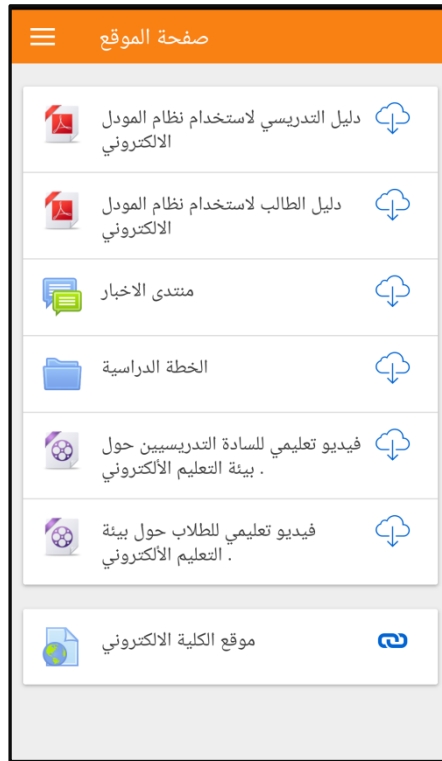 صفحة الموقع
دليل التدريسي لاستخدام نظام المودل
الالكتروني
دليل الطالب لاستخدام نظام المودل
الالكتروني
منتدى الاخبار
الخطة الدراسية
فيديو تعليمي للسادة التدريسيين حول
بيئة التعليم الألكتروني .
فيديو تعليمي للطلاب حول بيئة
التعليم الألكتروني .
موقع الكلية الالكتروني